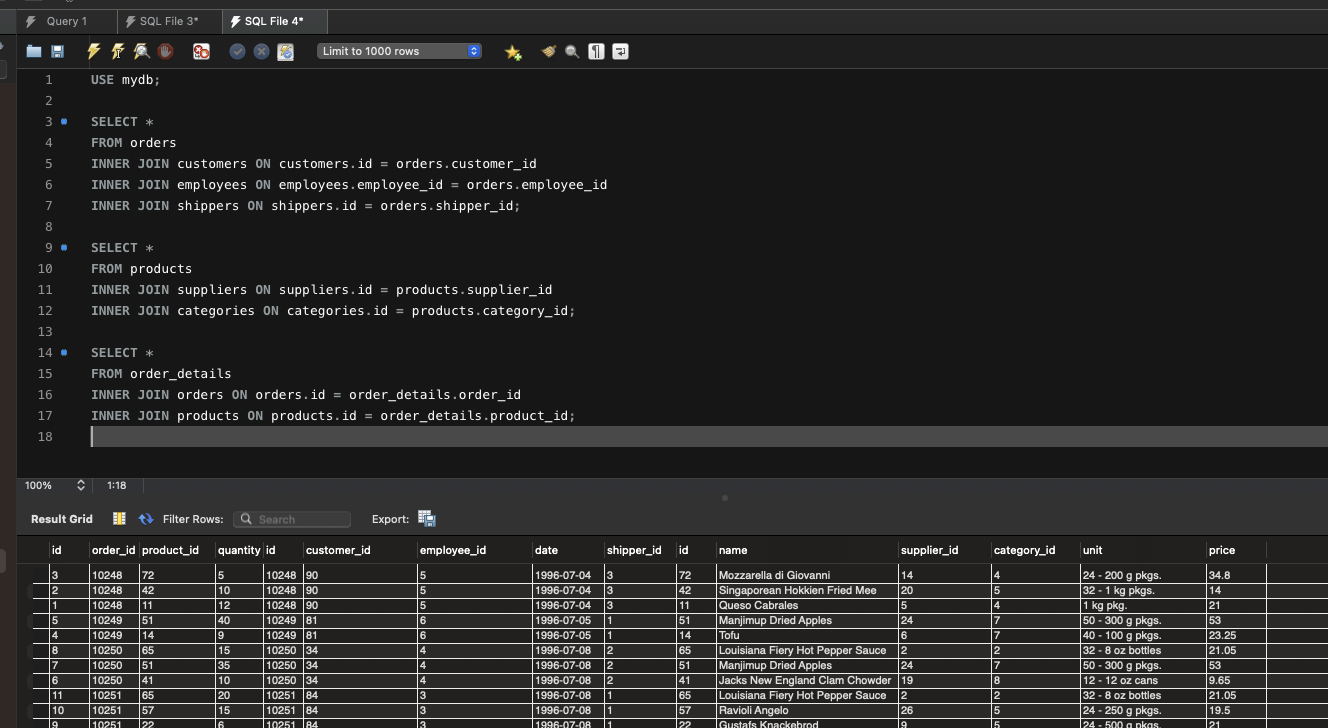 Query 1 SQL File 3* SQL File 4*
Limit to 1000 rows
1 USE mydb;
2
3 SELECT *
4 FROM orders
5 INNER JOIN customers ON customers.id = orders.customer_id
6 INNER JOIN employees ON employees.employee_id = orders.employee_id
7 INNER JOIN shippers ON shippers.id = orders.shipper_id;
8
9 SELECT *
10 FROM products
11 INNER JOIN suppliers ON suppliers.id = products.supplier_id
12 INNER JOIN categories ON categories.id = products.category_id;
13
14 SELECT *
15 FROM order_details
16 INNER JOIN orders ON orders.id = order_details.order_id
17 INNER JOIN products ON products.id = order_details.product_id;
18
100% 1:18
Result Grid Filter Rows: Search Export:
id order_id product_id quantity id customer_id employee_id date shipper_id id name supplier_id category_id unit price
3 10248 72 5 10248 90 5 1996-07-04 3 72 Mozzarella di Giovanni 14 4 24 - 200 g pkgs. 34.8
2 10248 42 10 10248 90 5 1996-07-04 3 42 Singaporean Hokkien Fried Mee 20 5 32 - 1 kg pkgs. 14
1 10248 11 12 10248 90 5 1996-07-04 3 11 Queso Cabrales 5 4 1 kg pkg. 21
5 10249 51 40 10249 81 6 1996-07-05 1 51 Manjimup Dried Apples 24 7 50 - 300 g pkgs. 53
4 10249 14 9 10249 81 6 1996-07-05 1 14 Tofu 6 7 40 - 100 g pkgs. 23.25
8 10250 65 15 10250 34 4 1996-07-08 2 65 Louisiana Fiery Hot Pepper Sauce 2 2 32 - 8 oz bottles 21.05
7 10250 51 35 10250 34 4 1996-07-08 2 51 Manjimup Dried Apples 24 7 50 - 300 g pkgs. 53
6 10250 41 10 10250 34 4 1996-07-08 2 41 Jacks New England Clam Chowder 19 8 12 - 12 oz cans 9.65
11 10251 65 20 10251 84 3 1996-07-08 1 65 Louisiana Fiery Hot Pepper Sauce 2 2 32 - 8 oz bottles 21.05
10 10251 57 15 10251 84 3 1996-07-08 1 57 Ravioli Angelo 26 5 24 - 250 g pkgs. 19.5
9 10251 22 6 10251 84 3 1996-07-08 1 22 Gustafs Knackebrod 9 5 24 - 500 g pkgs. 21